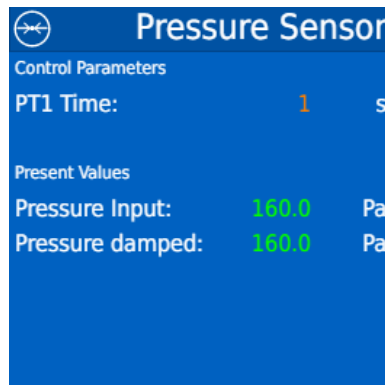 Pressure Sensor
Control Parameters
PT1 Time: 1 s
Present Values
Pressure Input: 160.0 Pa
Pressure damped: 160.0 Pa